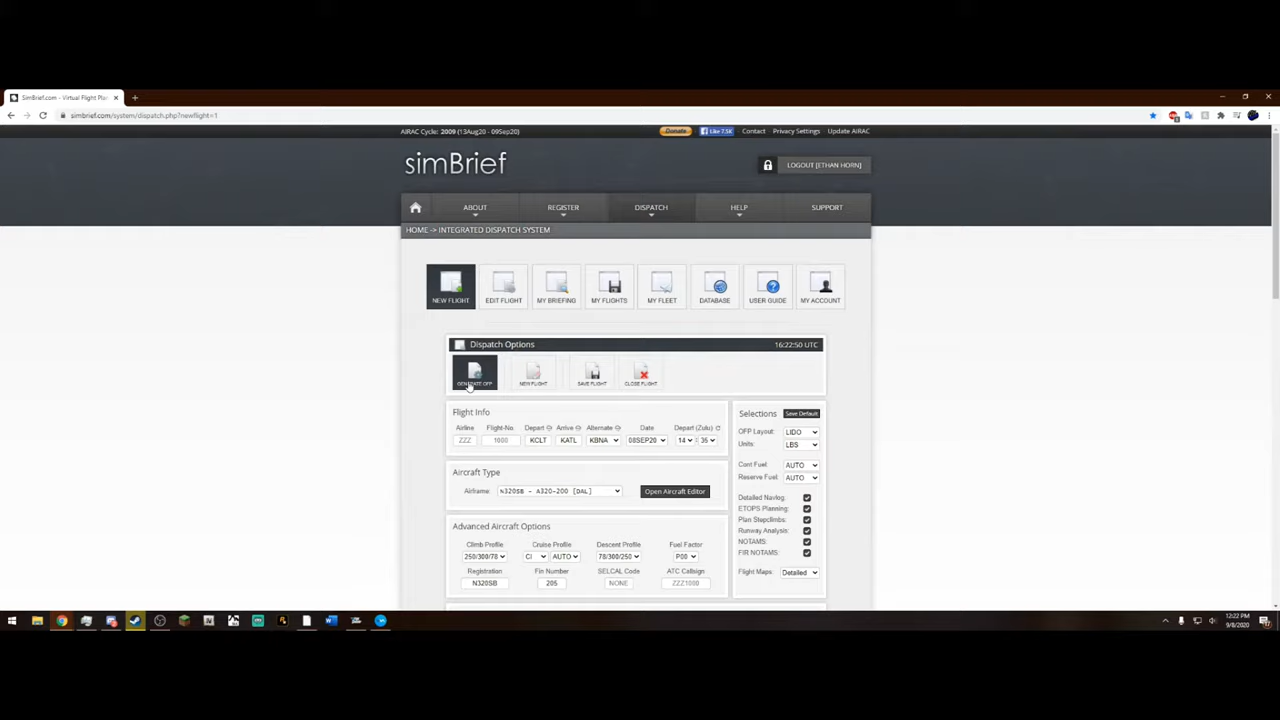 SimBrief.com - Virtual Flight Pla
simbrief.com/system/dispatch.php?newflight=1
AIRAC Cycle: 2009 (13Aug20 - 09Sep20)
Donate Like 7.5K Contact Privacy Settings Update AIRAC
simBrief
LOGOUT [ETHAN HORN]
ABOUT REGISTER DISPATCH HELP SUPPORT
HOME -> INTEGRATED DISPATCH SYSTEM
NEW FLIGHT EDIT FLIGHT MY BRIEFING MY FLIGHTS MY FLEET DATABASE USER GUIDE MY ACCOUNT
Dispatch Options 16:22:50 UTC
GENERATE OFP NEW FLIGHT SAVE FLIGHT CLOSE FLIGHT
Flight Info
Airline Flight-No. Depart Arrive Alternate Date Depart (Zulu)
ZZZ 1000 KCLT KATL KBNA 08SEP20 14 : 35
Aircraft Type
Airframe: N320SB - A320-200 [DAL] Open Aircraft Editor
Advanced Aircraft Options
Climb Profile Cruise Profile Descent Profile Fuel Factor
250/300/78 CI AUTO 78/300/250 P00
Registration Fin Number SELCAL Code ATC Callsign
N320SB 205 NONE ZZZ1000
Selections Save Default
OFP Layout: LIDO
Units: LBS
Cont Fuel: AUTO
Reserve Fuel: AUTO
Detailed Navlog:
ETOPS Planning:
Plan Stepclimbs:
Runway Analysis:
NOTAMS:
FIR NOTAMS:
Flight Maps: Detailed
12:22 PM
9/8/2020